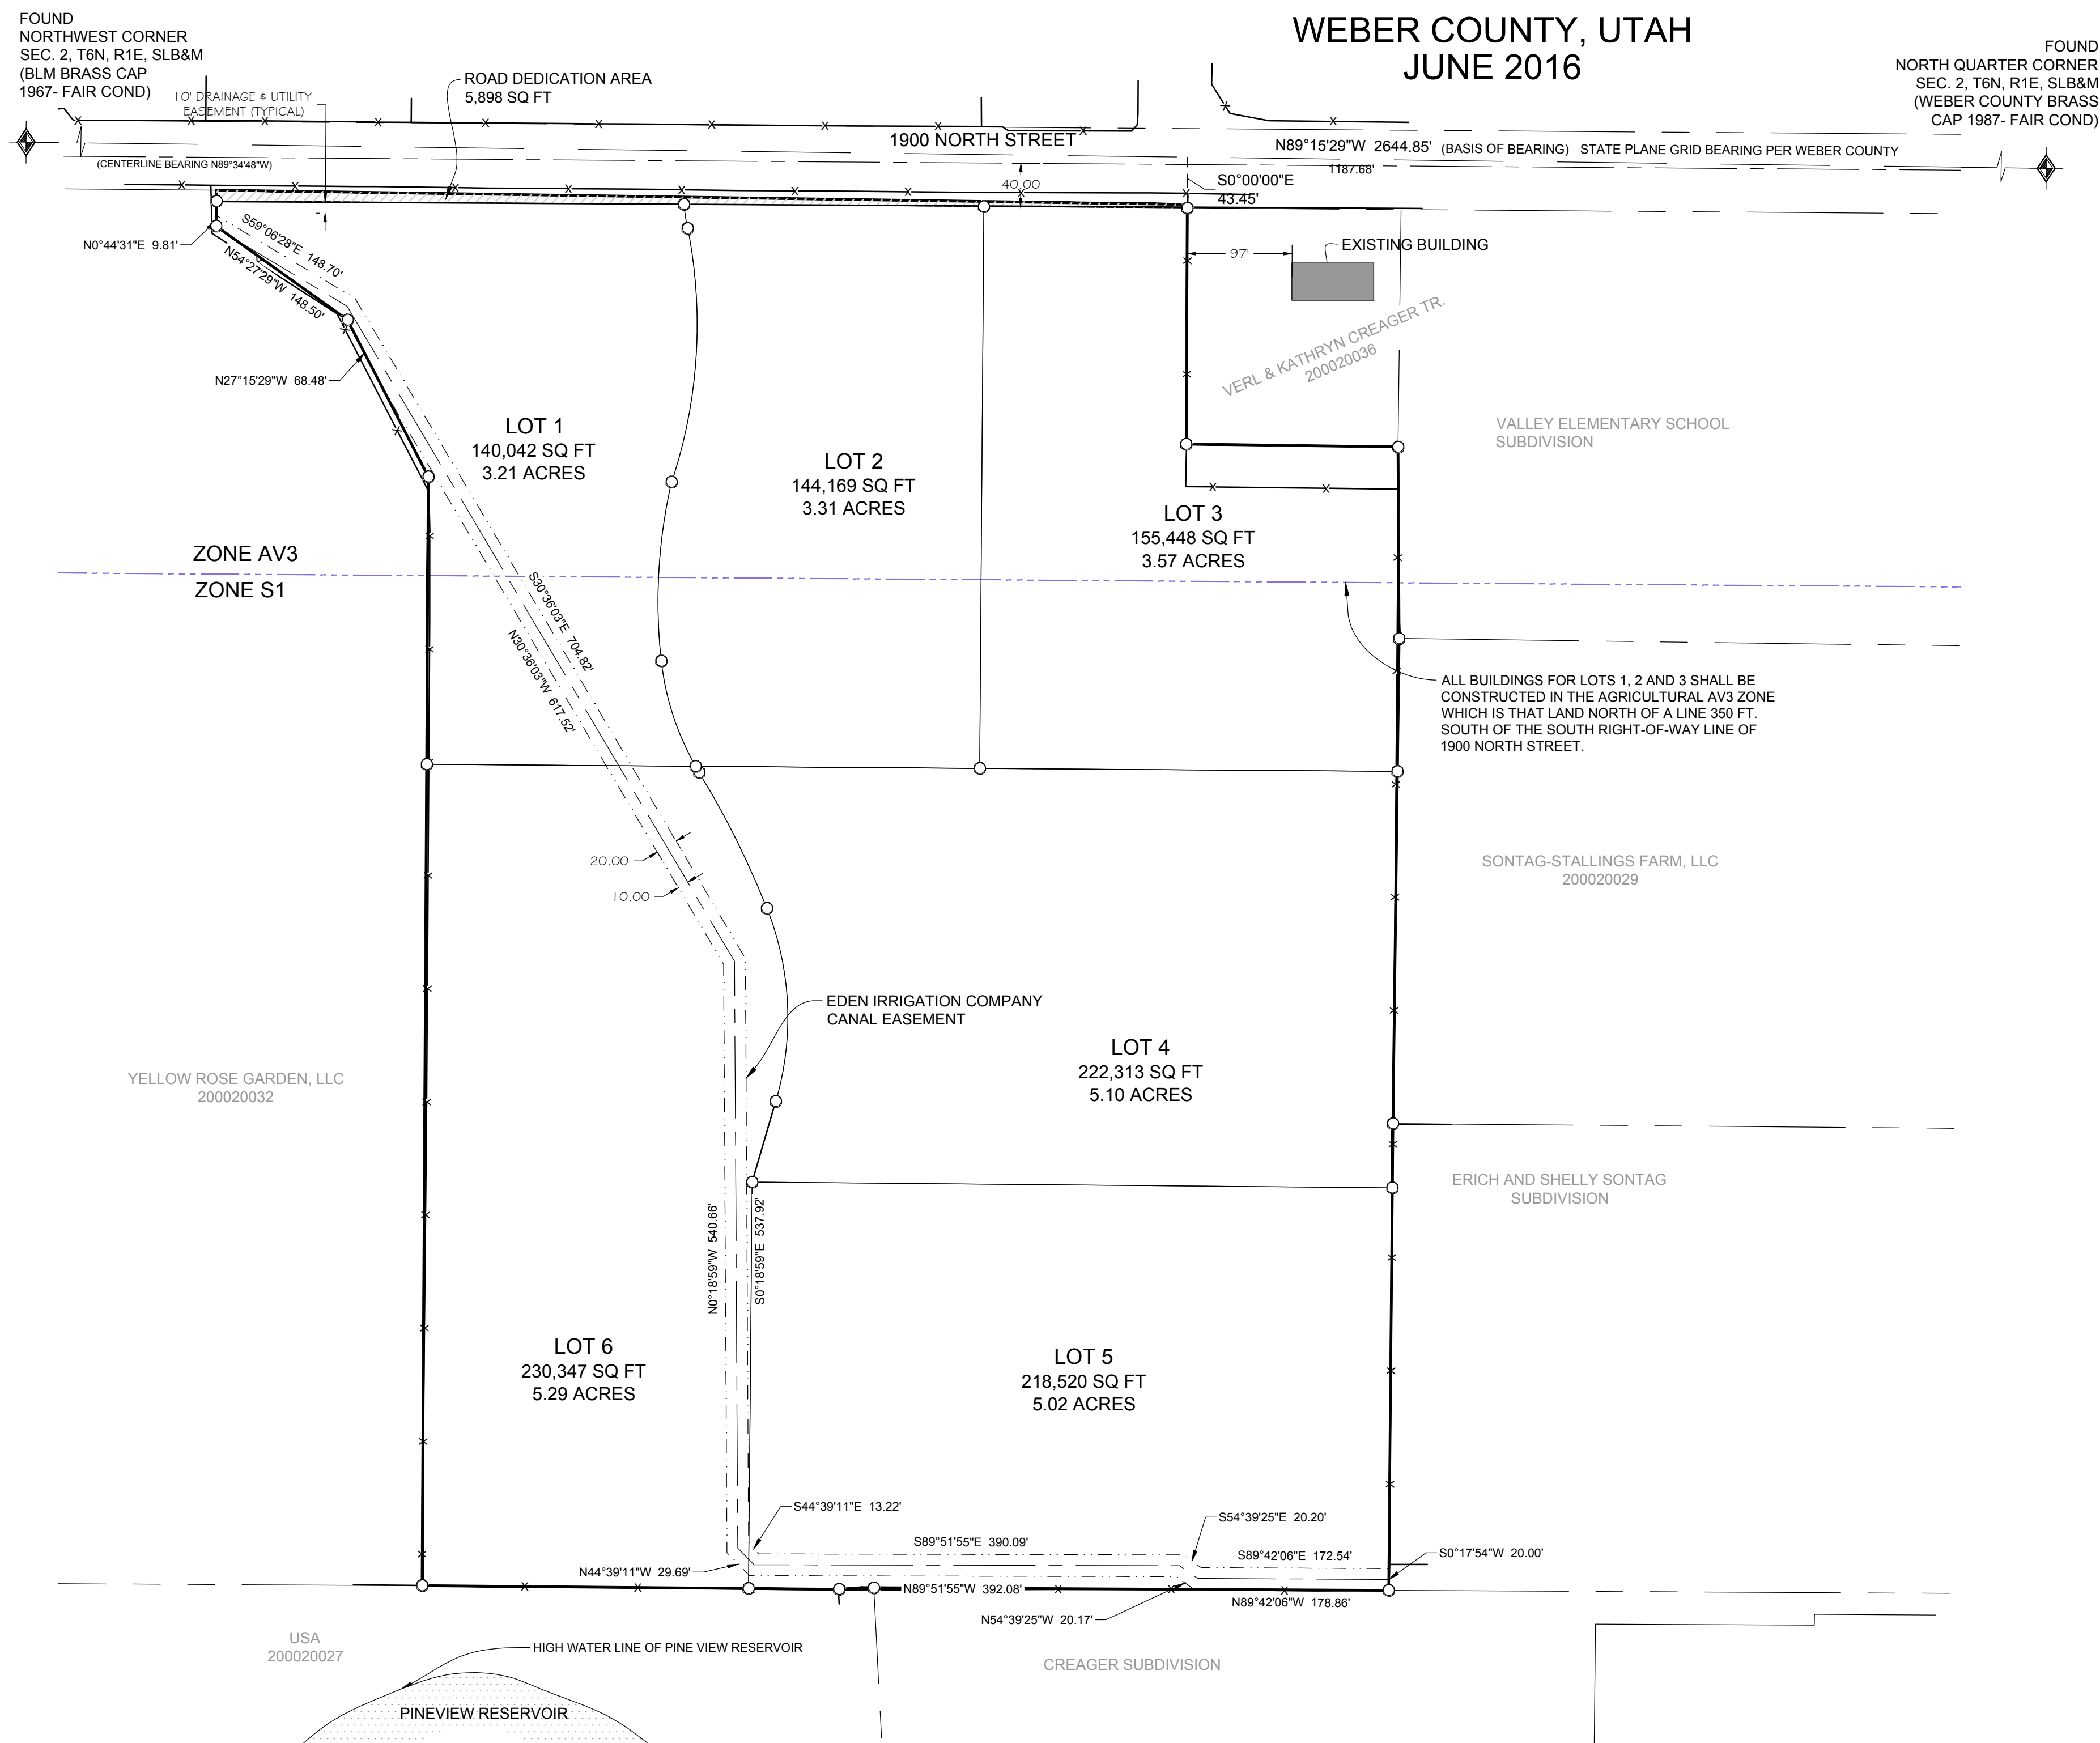 WEBER COUNTY, UTAH
JUNE 2016
FOUND
NORTHWEST CORNER
SEC. 2, T6N, R1E, SLB&M
(BLM BRASS CAP
1967- FAIR COND)
FOUND
NORTH QUARTER CORNER
SEC. 2, T6N, R1E, SLB&M
(WEBER COUNTY BRASS
CAP 1987- FAIR COND)
10' DRAINAGE & UTILITY
EASEMENT (TYPICAL)
ROAD DEDICATION AREA
5,898 SQ FT
1900 NORTH STREET
N89°15'29"W 2644.85' (BASIS OF BEARING) STATE PLANE GRID BEARING PER WEBER COUNTY
(CENTERLINE BEARING N89°34'48"W)
1187.68'
40.00
S0°00'00"E
43.45'
N0°44'31"E 9.81'
S59°06'28"E 148.70'
N54°27'29"W 148.50'
97'
EXISTING BUILDING
VERL & KATHRYN CREAGER TR.
200020036
N27°15'29"W 68.48'
LOT 1
140,042 SQ FT
3.21 ACRES
LOT 2
144,169 SQ FT
3.31 ACRES
LOT 3
155,448 SQ FT
3.57 ACRES
VALLEY ELEMENTARY SCHOOL
SUBDIVISION
ZONE AV3
ZONE S1
S30°36'03"E 704.82'
N30°36'03"W 617.52'
ALL BUILDINGS FOR LOTS 1, 2 AND 3 SHALL BE
CONSTRUCTED IN THE AGRICULTURAL AV3 ZONE
WHICH IS THAT LAND NORTH OF A LINE 350 FT.
SOUTH OF THE SOUTH RIGHT-OF-WAY LINE OF
1900 NORTH STREET.
20.00
10.00
SONTAG-STALLINGS FARM, LLC
200020029
EDEN IRRIGATION COMPANY
CANAL EASEMENT
LOT 4
222,313 SQ FT
5.10 ACRES
YELLOW ROSE GARDEN, LLC
200020032
ERICH AND SHELLY SONTAG
SUBDIVISION
N0°18'59"W 540.66'
S0°18'59"E 537.92'
LOT 6
230,347 SQ FT
5.29 ACRES
LOT 5
218,520 SQ FT
5.02 ACRES
S44°39'11"E 13.22'
S54°39'25"E 20.20'
S89°51'55"E 390.09'
S89°42'06"E 172.54'
S0°17'54"W 20.00'
N44°39'11"W 29.69'
N89°51'55"W 392.08'
N89°42'06"W 178.86'
N54°39'25"W 20.17'
USA
200020027
HIGH WATER LINE OF PINE VIEW RESERVOIR
CREAGER SUBDIVISION
PINEVIEW RESERVOIR